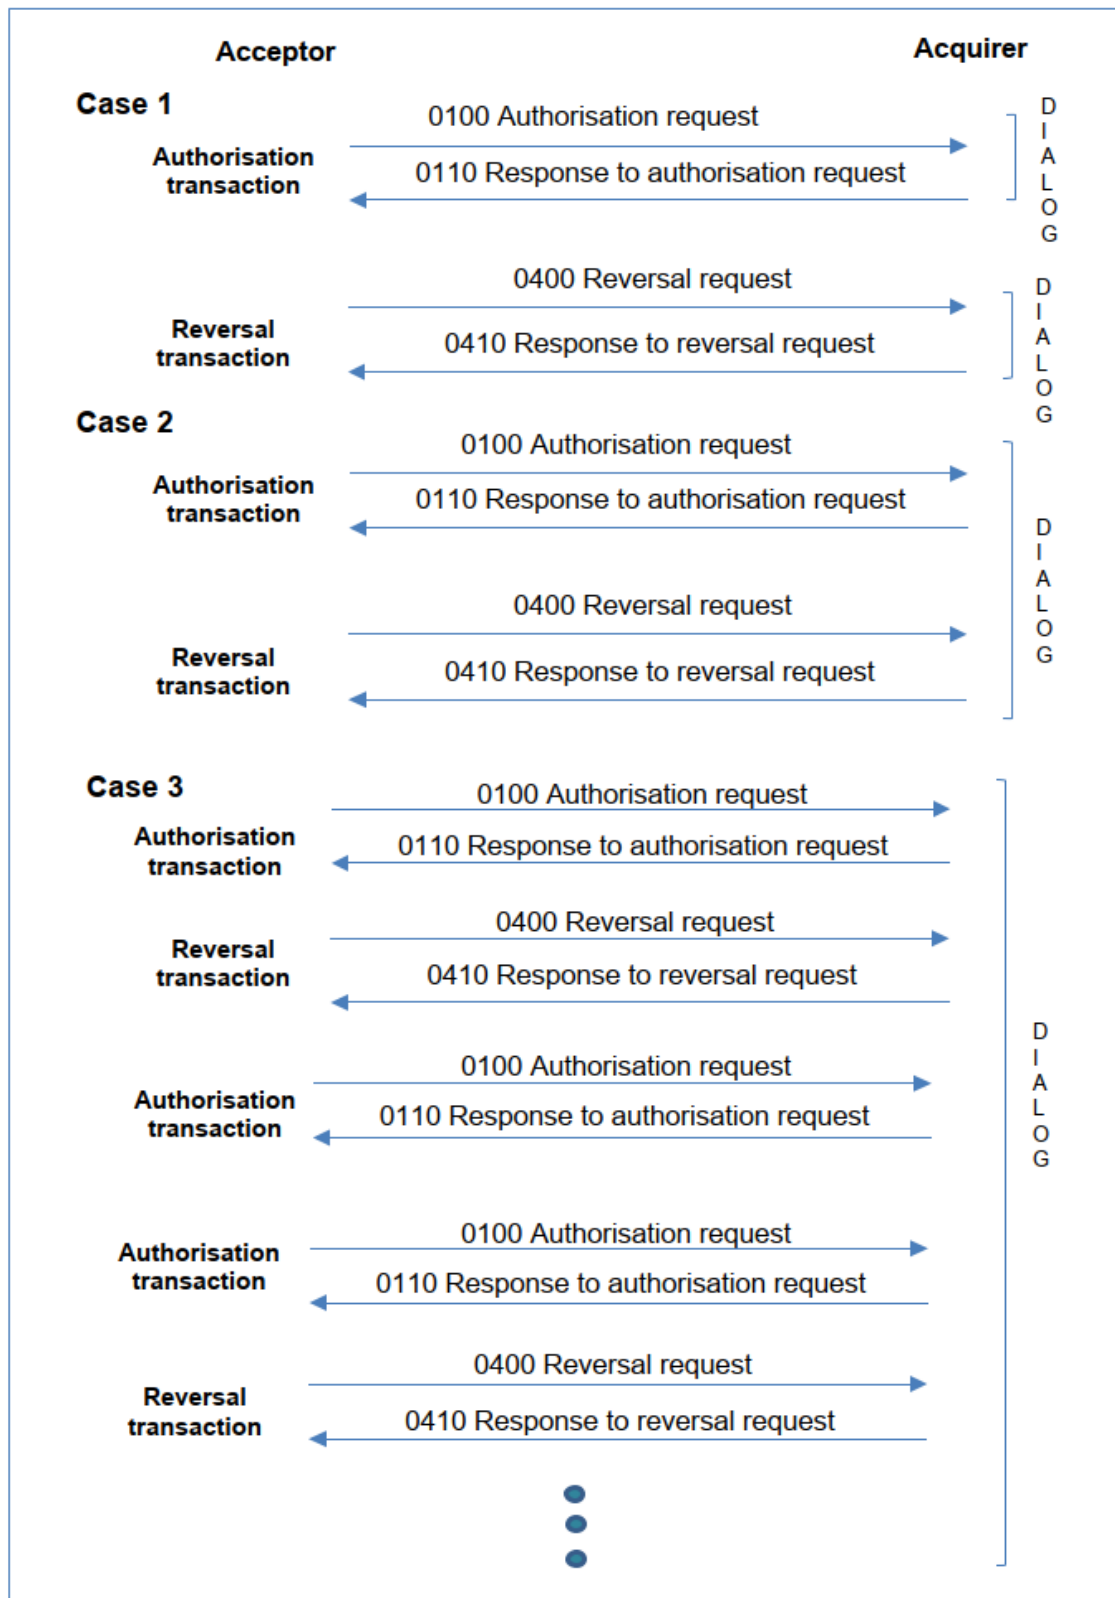 Acceptor
Acquirer
Case 1
0100 Authorisation request
Authorisation
transaction
0110 Response to authorisation request
D
I
A
L
O
G
0400 Reversal request
Reversal
transaction
0410 Response to reversal request
D
I
A
L
O
G
Case 2
0100 Authorisation request
Authorisation
transaction
0110 Response to authorisation request
0400 Reversal request
Reversal
transaction
0410 Response to reversal request
D
I
A
L
O
G
Case 3
0100 Authorisation request
Authorisation
transaction
0110 Response to authorisation request
0400 Reversal request
Reversal
transaction
0410 Response to reversal request
0100 Authorisation request
Authorisation
transaction
0110 Response to authorisation request
D
I
A
L
O
G
0100 Authorisation request
Authorisation
transaction
0110 Response to authorisation request
0400 Reversal request
Reversal
transaction
0410 Response to reversal request